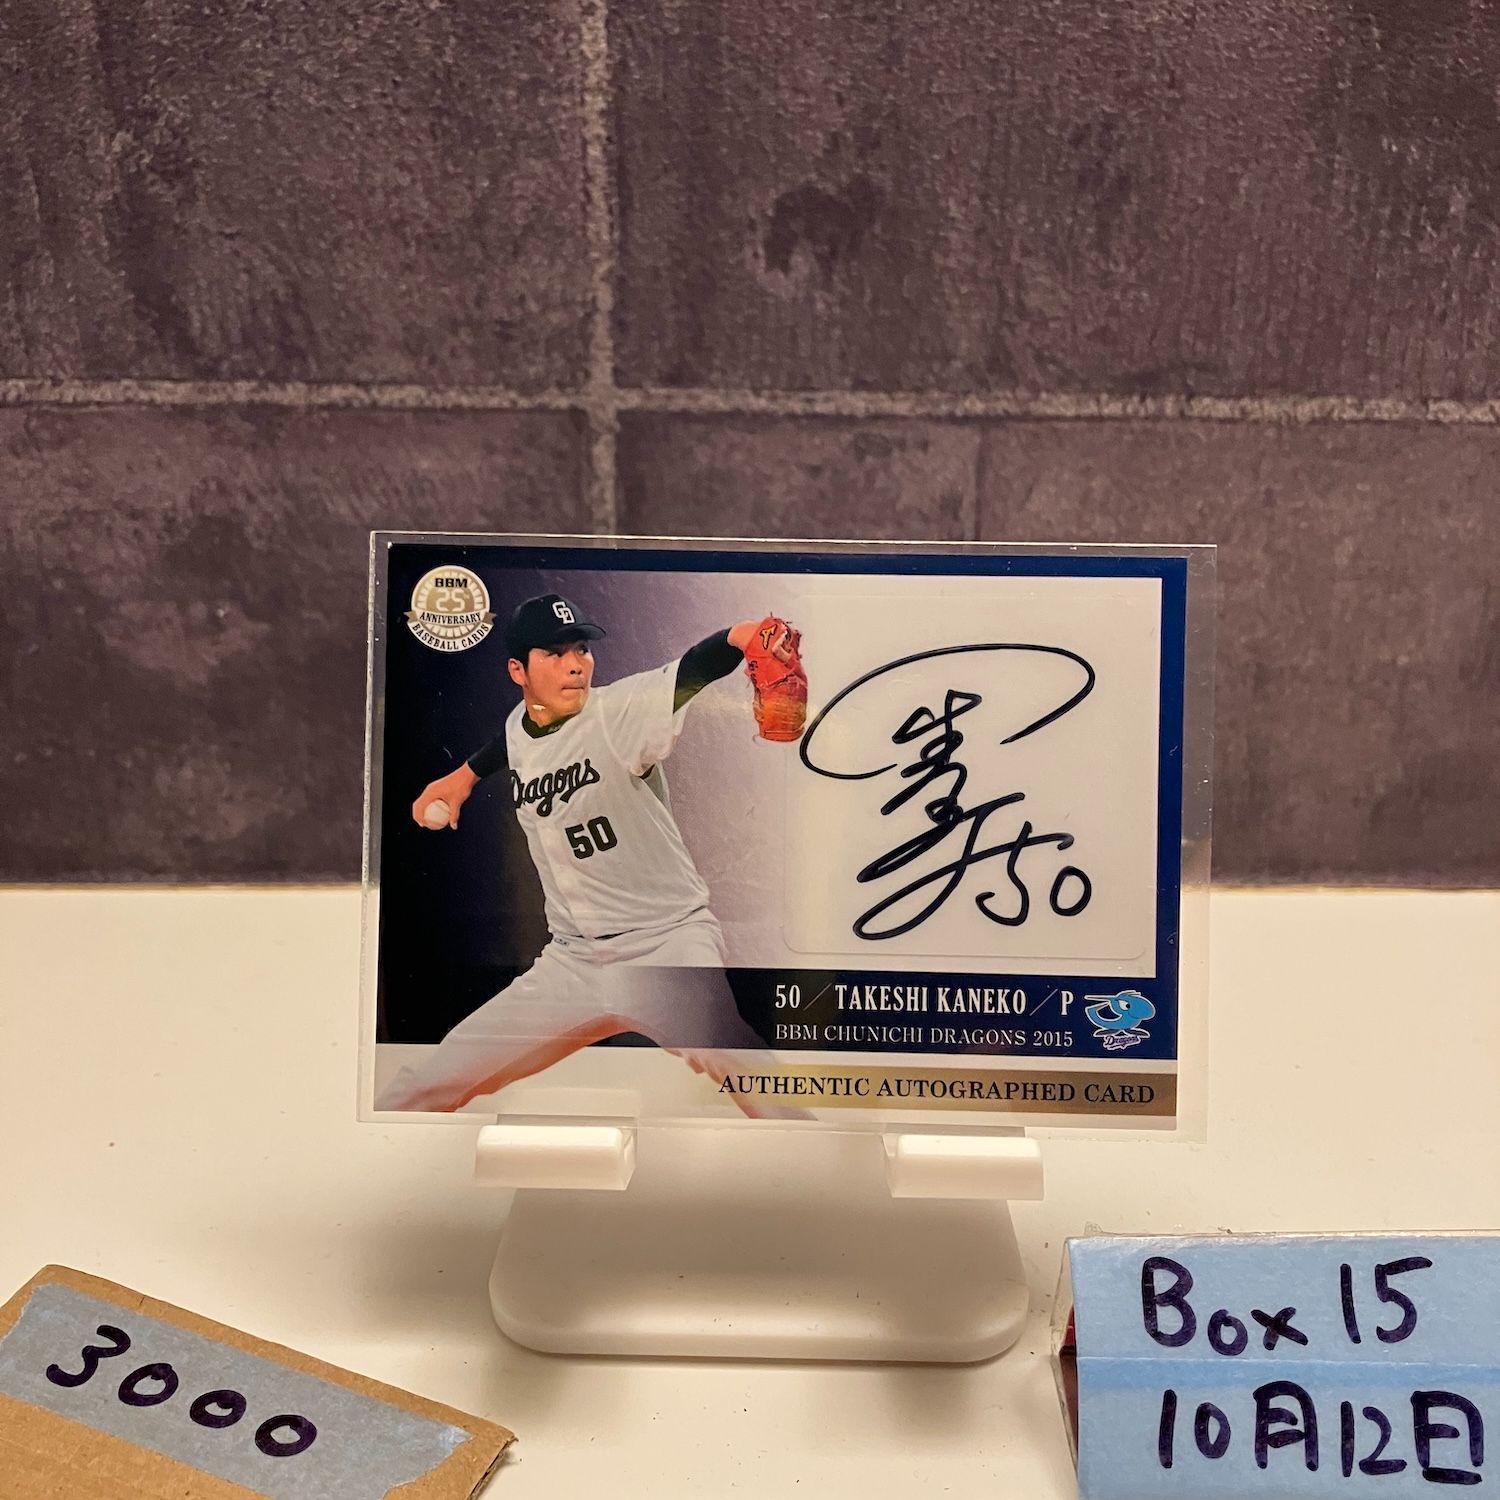 BBM
25th
ANNIVERSARY
BASEBALL CARDS
Dragons
50
50
50／TAKESHI KANEKO／P
Dragons
BBM CHUNICHI DRAGONS 2015
AUTHENTIC AUTOGRAPHED CARD
3000
Box 15
10月12日